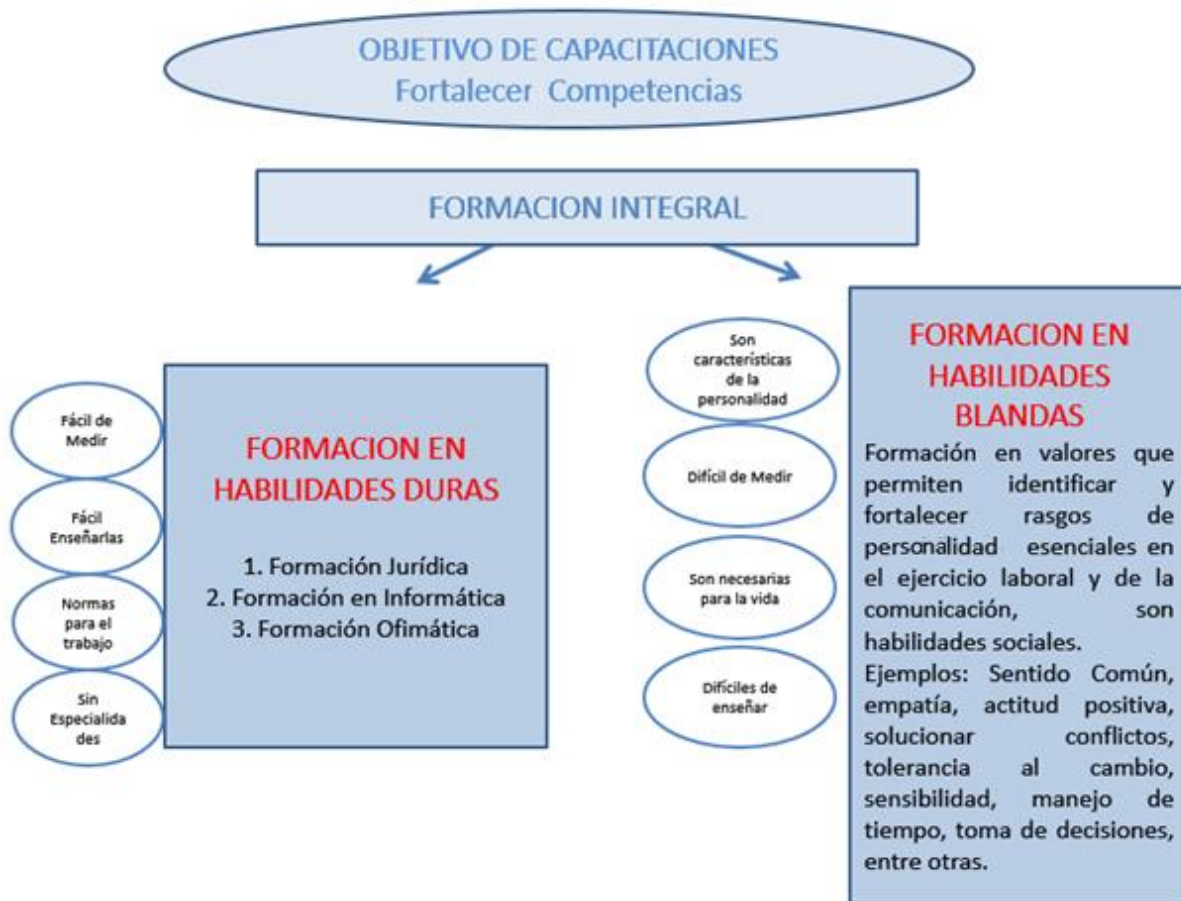 OBJETIVO DE CAPACITACIONES
Fortalecer Competencias
FORMACION INTEGRAL
Fácil de
Medir
Fácil
Enseñarlas
Normas
para el
trabajo
Sin
Especialida
des
FORMACION EN
HABILIDADES DURAS
1. Formación Jurídica
2. Formación en Informática
3. Formación Ofimática
Son
características
de la
personalidad
Difícil de Medir
Son necesarias
para la vida
Difíciles de
enseñar
FORMACION EN
HABILIDADES
BLANDAS
Formación en valores que
permiten identificar y
fortalecer rasgos de
personalidad esenciales en
el ejercicio laboral y de la
comunicación, son
habilidades sociales.
Ejemplos: Sentido Común,
empatía, actitud positiva,
solucionar conflictos,
tolerancia al cambio,
sensibilidad, manejo de
tiempo, toma de decisiones,
entre otras.